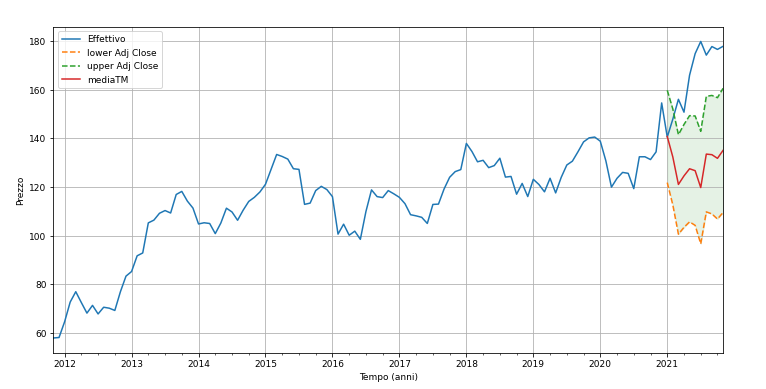 Effettivo
lower Adj Close
upper Adj Close
mediaTM
180
160
140
120
100
80
60
Prezzo
2012 2013 2014 2015 2016 2017 2018 2019 2020 2021
Tempo (anni)